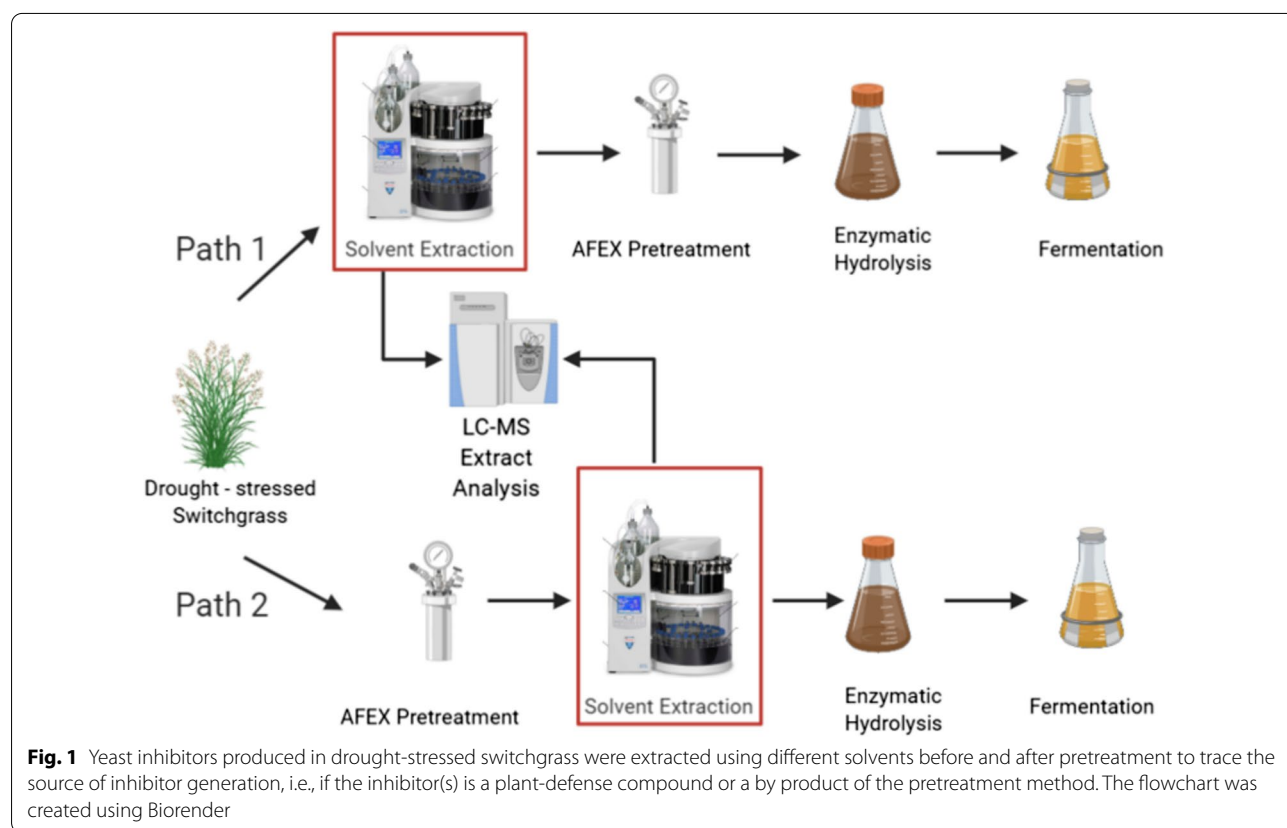 Path 1
Solvent Extraction
AFEX Pretreatment
Enzymatic
Hydrolysis
Fermentation
LC-MS
Extract
Analysis
Drought - stressed
Switchgrass
Path 2
AFEX Pretreatment
Solvent Extraction
Enzymatic
Hydrolysis
Fermentation
Fig. 1 Yeast inhibitors produced in drought-stressed switchgrass were extracted using different solvents before and after pretreatment to trace the
source of inhibitor generation, i.e., if the inhibitor(s) is a plant-defense compound or a by product of the pretreatment method. The flowchart was
created using Biorender